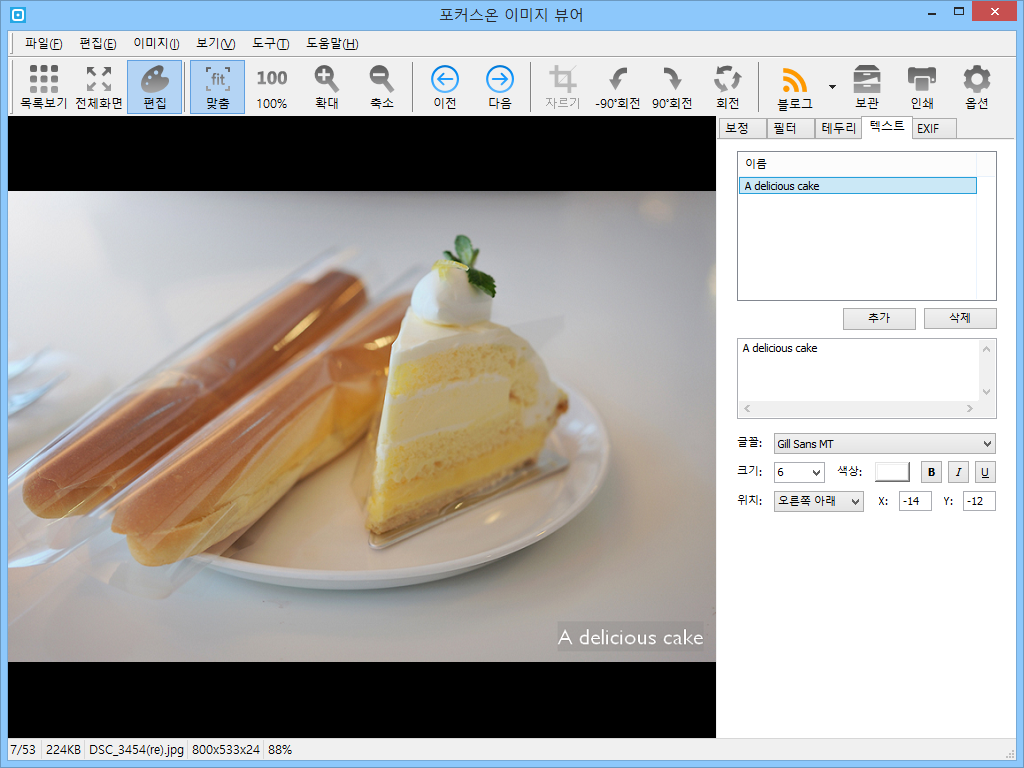 포커스온 이미지 뷰어
파일(F) 편집(E) 이미지(I) 보기(V) 도구(T) 도움말(H)
fit 100
목록보기 전체화면 편집 맞춤 100% 확대 축소 이전 다음 자르기 -90°회전 90°회전 회전 블로그 보관 인쇄 옵션
보정 필터 테두리 텍스트 EXIF
이름
A delicious cake
추가 삭제
A delicious cake
글꼴: Gill Sans MT
크기: 6 색상: B I U
위치: 오른쪽 아래 X: -14 Y: -12
A delicious cake
7/53 224KB DSC_3454(re).jpg 800x533x24 88%